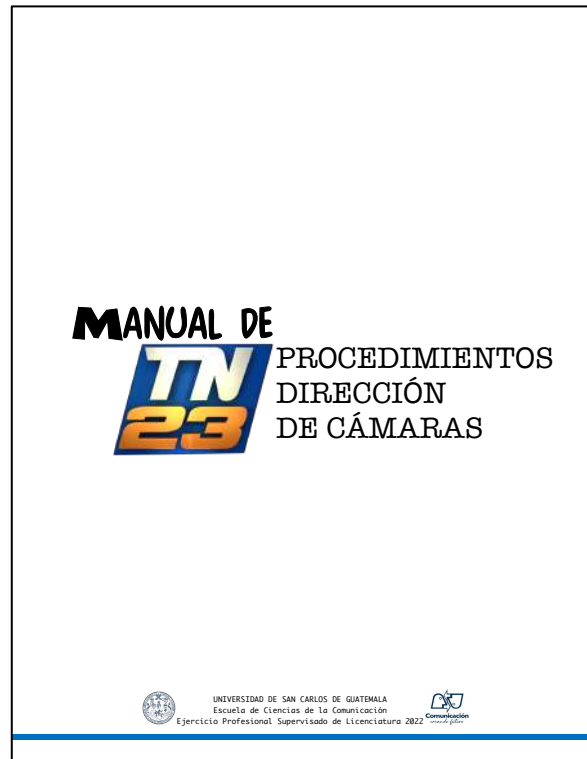 MANUAL DE
TN
23
PROCEDIMIENTOS
DIRECCIÓN
DE CÁMARAS
UNIVERSIDAD DE SAN CARLOS DE GUATEMALA
Escuela de Ciencias de la Comunicación
Ejercicio Profesional Supervisado de Licenciatura 2022
Comunicación